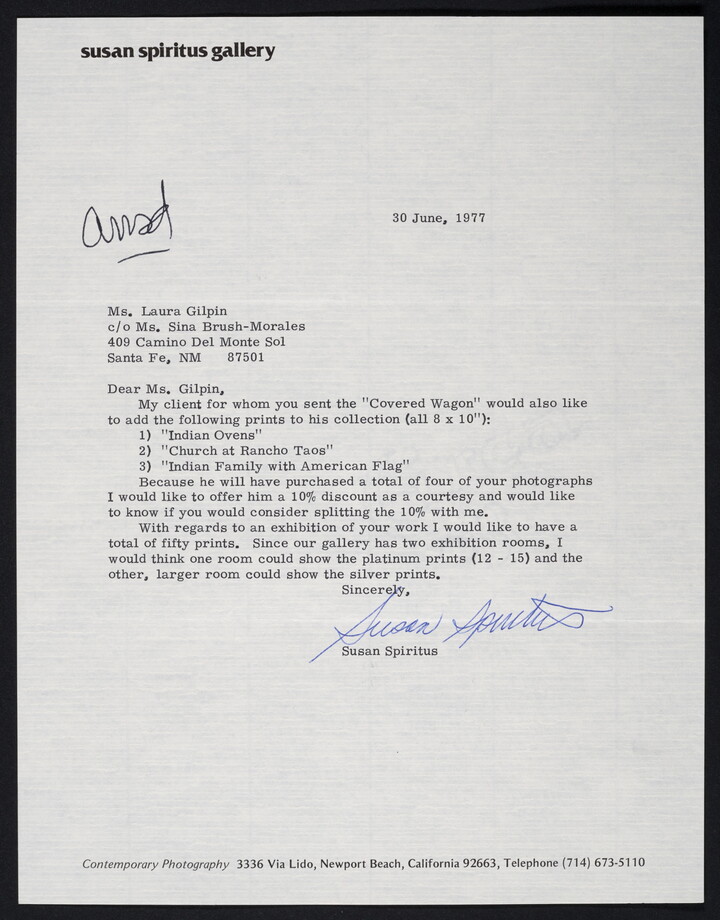 susan spiritus gallery
30 June, 1977
Ms. Laura Gilpin
c/o Ms. Sina Brush-Morales
409 Camino Del Monte Sol
Santa Fe, NM 87501
Dear Ms. Gilpin,
My client for whom you sent the "Covered Wagon" would also like
to add the following prints to his collection (all 8 x 10"):
1) "Indian Ovens"
2) "Church at Rancho Taos"
3) "Indian Family with American Flag"
Because he will have purchased a total of four of your photographs
I would like to offer him a 10% discount as a courtesy and would like
to know if you would consider splitting the 10% with me.
With regards to an exhibition of your work I would like to have a
total of fifty prints. Since our gallery has two exhibition rooms, I
would think one room could show the platinum prints (12 - 15) and the
other, larger room could show the silver prints.
Sincerely,
Susan Spiritus
Susan Spiritus
Contemporary Photography 3336 Via Lido, Newport Beach, California 92663, Telephone (714) 673-5110